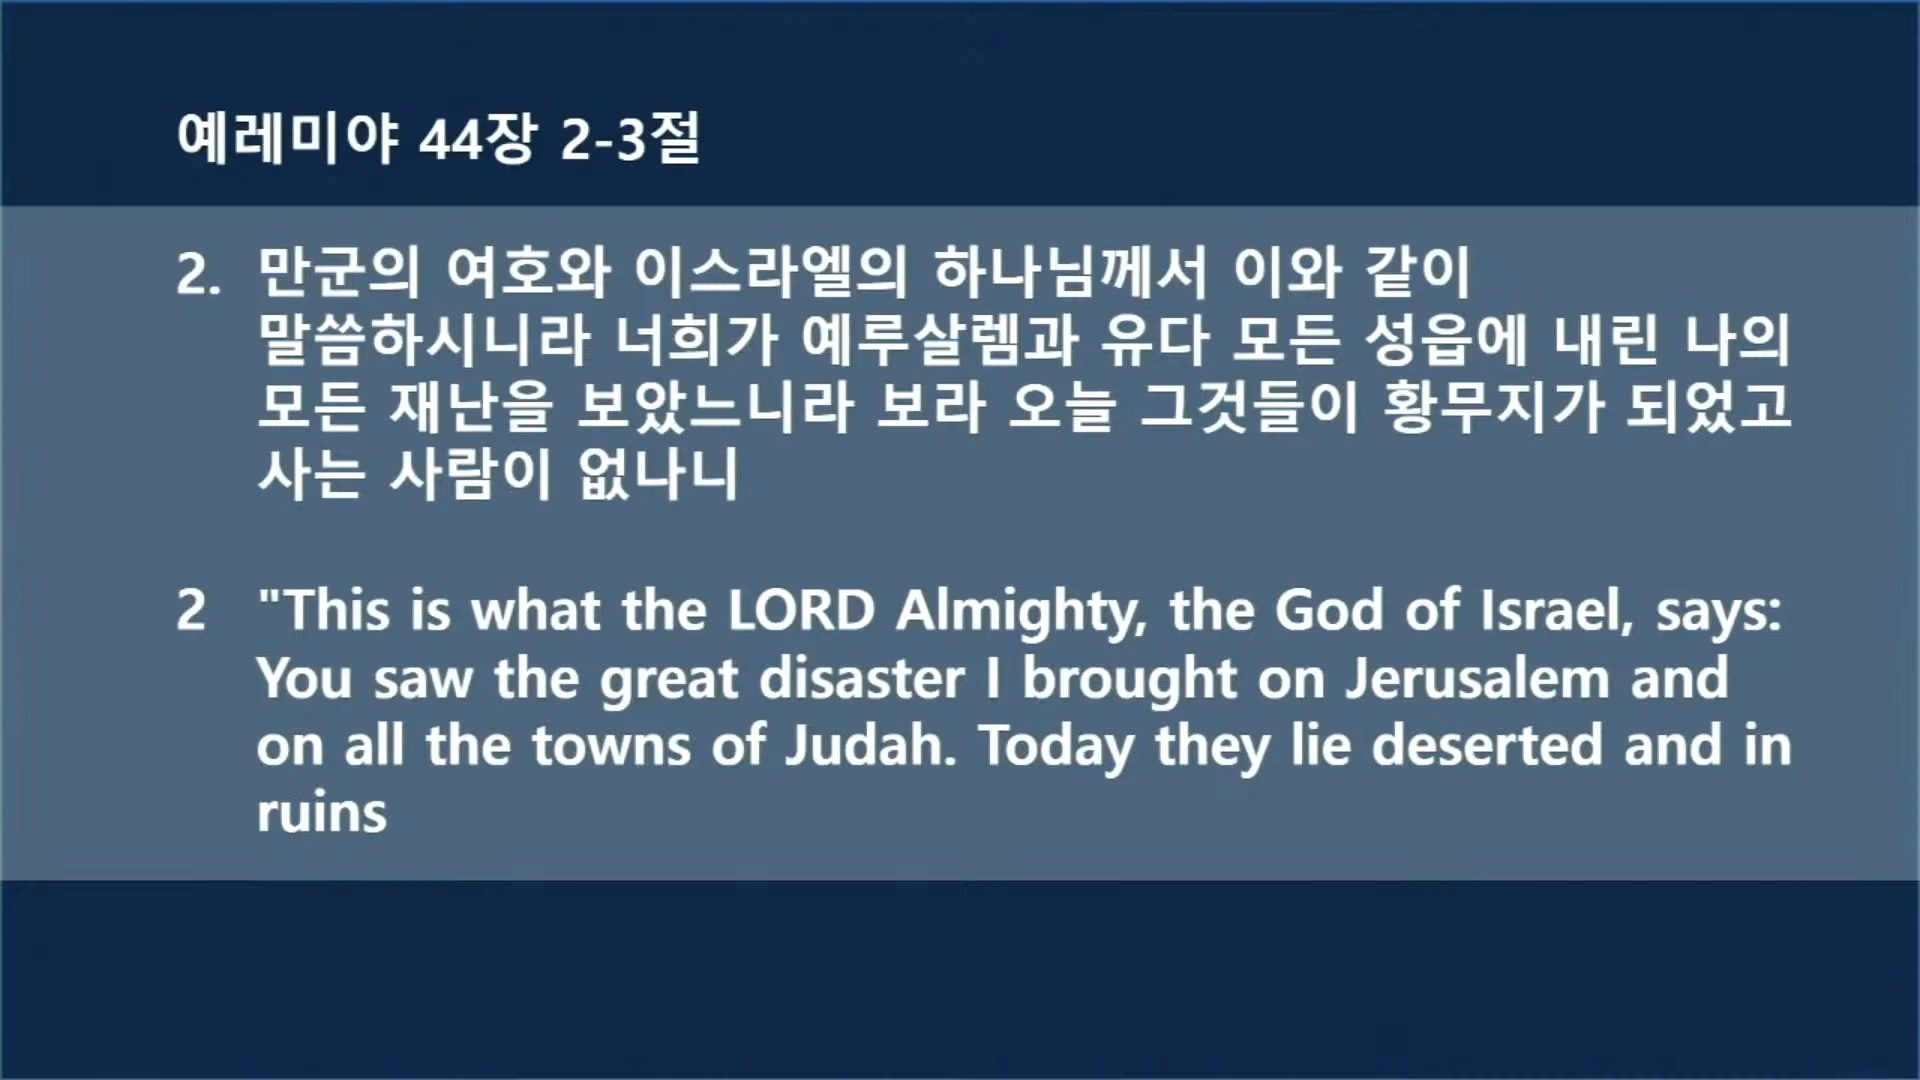 예레미야 44장 2-3절
2. 만군의 여호와 이스라엘의 하나님께서 이와 같이
말씀하시니라 너희가 예루살렘과 유다 모든 성읍에 내린 나의
모든 재난을 보았느니라 보라 오늘 그것들이 황무지가 되었고
사는 사람이 없나니
2 "This is what the LORD Almighty, the God of Israel, says:
You saw the great disaster I brought on Jerusalem and
on all the towns of Judah. Today they lie deserted and in
ruins